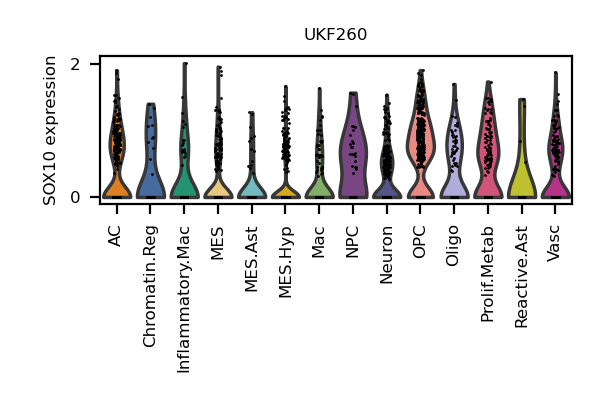 UKF260
SOX10 expression
2
0
AC
Chromatin.Reg
Inflammatory.Mac
MES
MES.Ast
MES.Hyp
Mac
NPC
Neuron
OPC
Oligo
Prolif.Metab
Reactive.Ast
Vasc